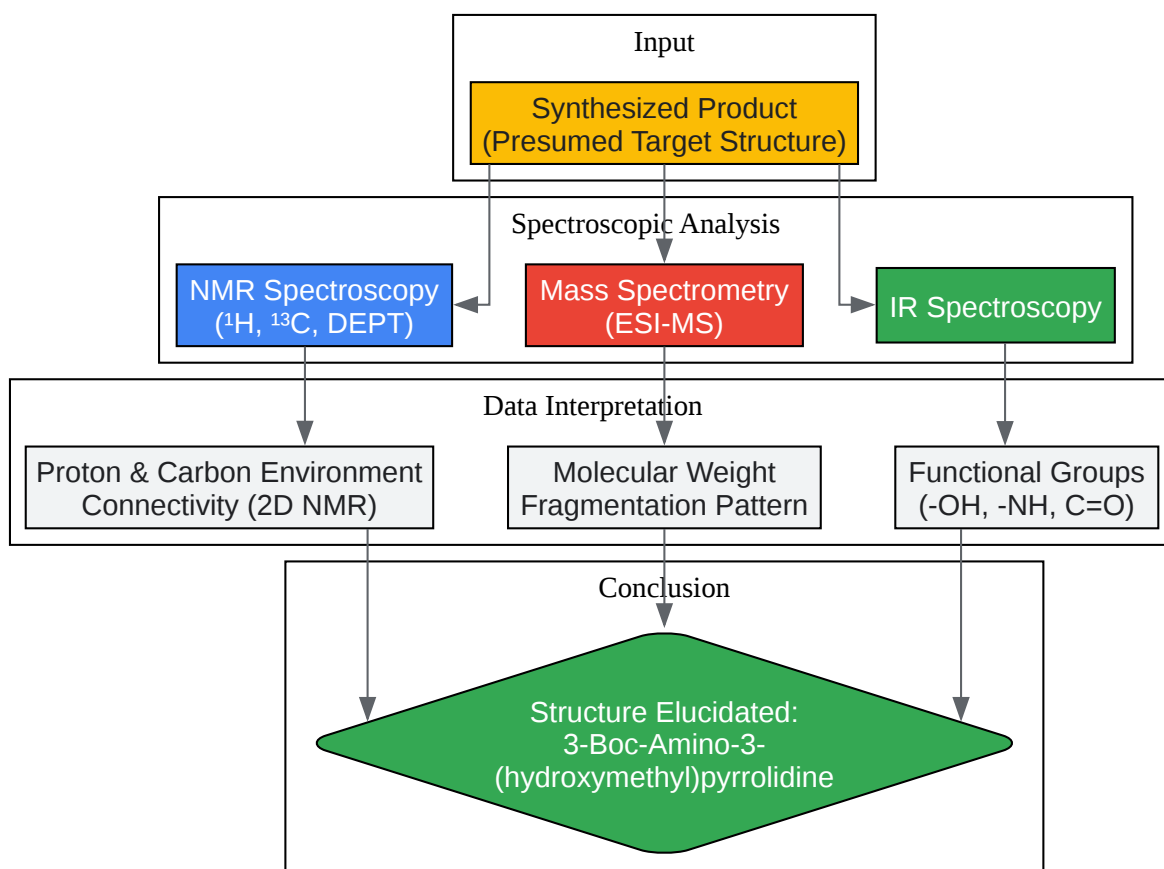 Input
Synthesized Product
(Presumed Target Structure)
Spectroscopic Analysis
NMR Spectroscopy
(¹H, ¹³C, DEPT)
Mass Spectrometry
(ESI-MS)
IR Spectroscopy
Data Interpretation
Proton & Carbon Environment
Connectivity (2D NMR)
Molecular Weight
Fragmentation Pattern
Functional Groups
(-OH, -NH, C=O)
Conclusion
Structure Elucidated:
3-Boc-Amino-3-
(hydroxymethyl)pyrrolidine